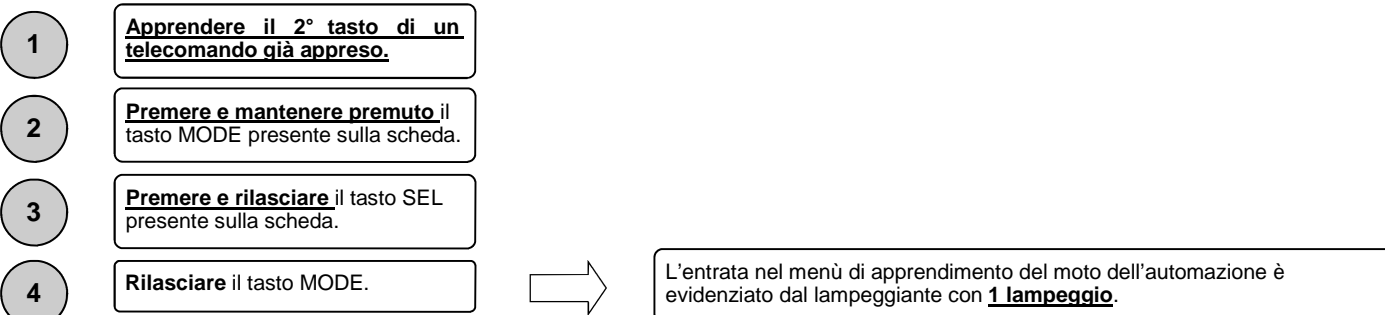 1
Apprendere il 2° tasto di un
telecomando già appreso.
2
Premere e mantenere premuto il
tasto MODE presente sulla scheda.
3
Premere e rilasciare il tasto SEL
presente sulla scheda.
4
Rilasciare il tasto MODE.
L'entrata nel menù di apprendimento del moto dell'automazione è
evidenziato dal lampeggiante con 1 lampeggio.